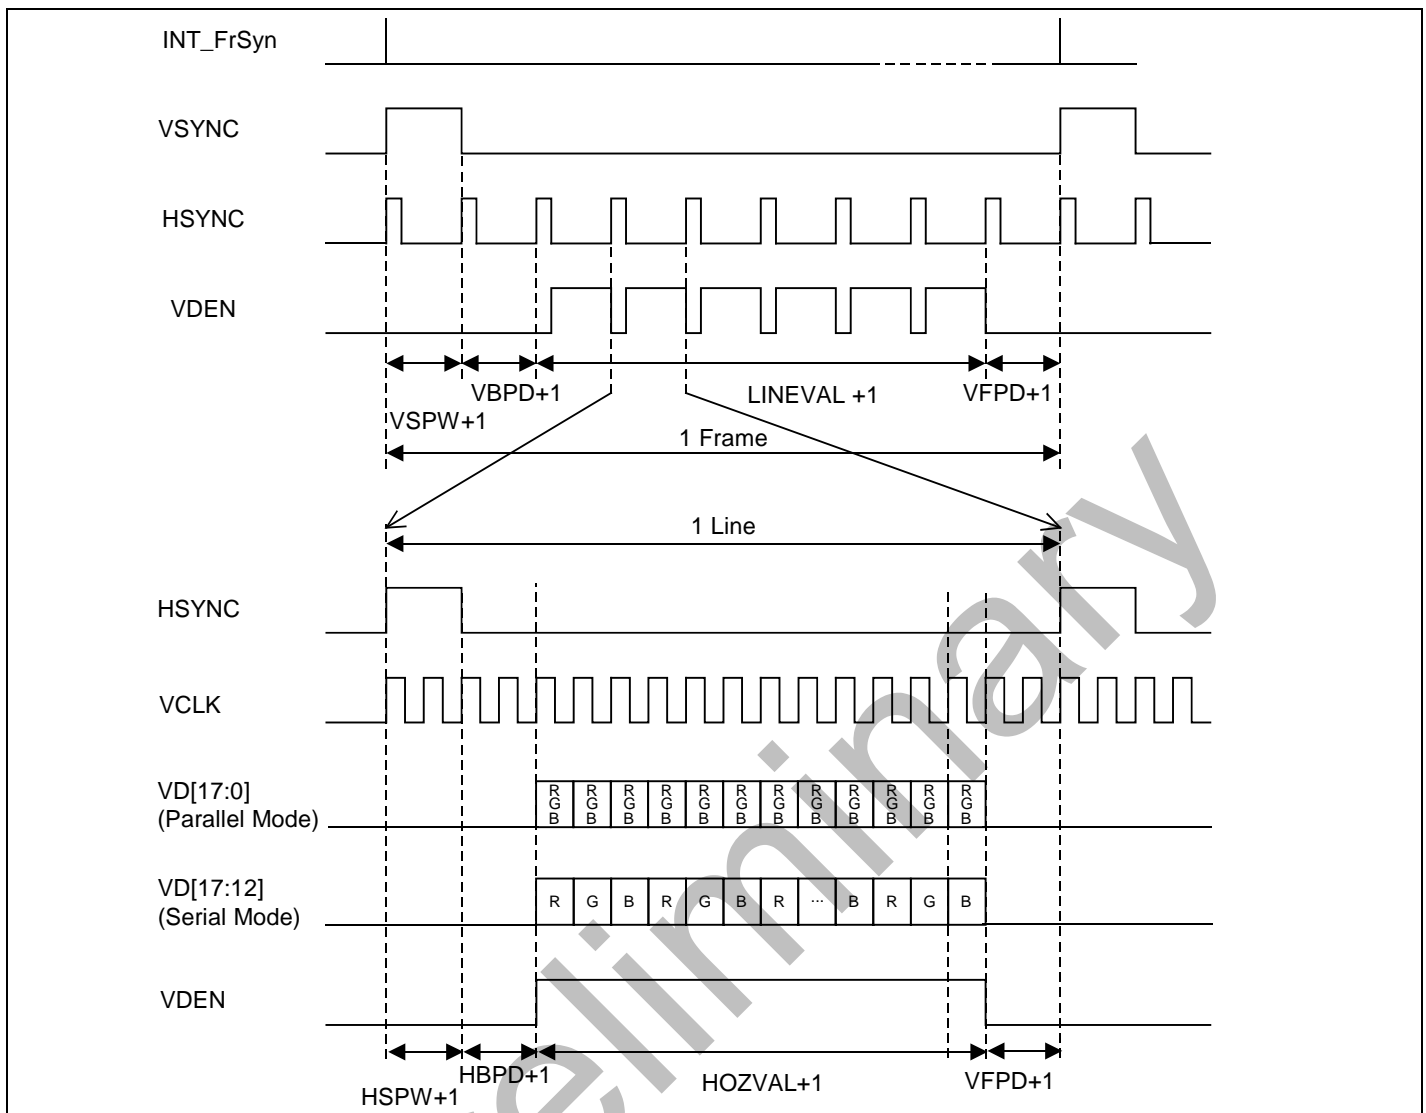 INT_FrSyn
VSYNC
HSYNC
VDEN
VBPD+1
LINEVAL +1
VFPD+1
VSPW+1
1 Frame
1 Line
HSYNC
VCLK
VD[17:0]
(Parallel Mode)
R G B R G B R G B R G B R G B R G B R G B R G B R G B R G B R G B R G B
VD[17:12]
(Serial Mode)
R G B R G B R ... B R G B
VDEN
HSPW+1
HBPD+1
HOZVAL+1
VFPD+1